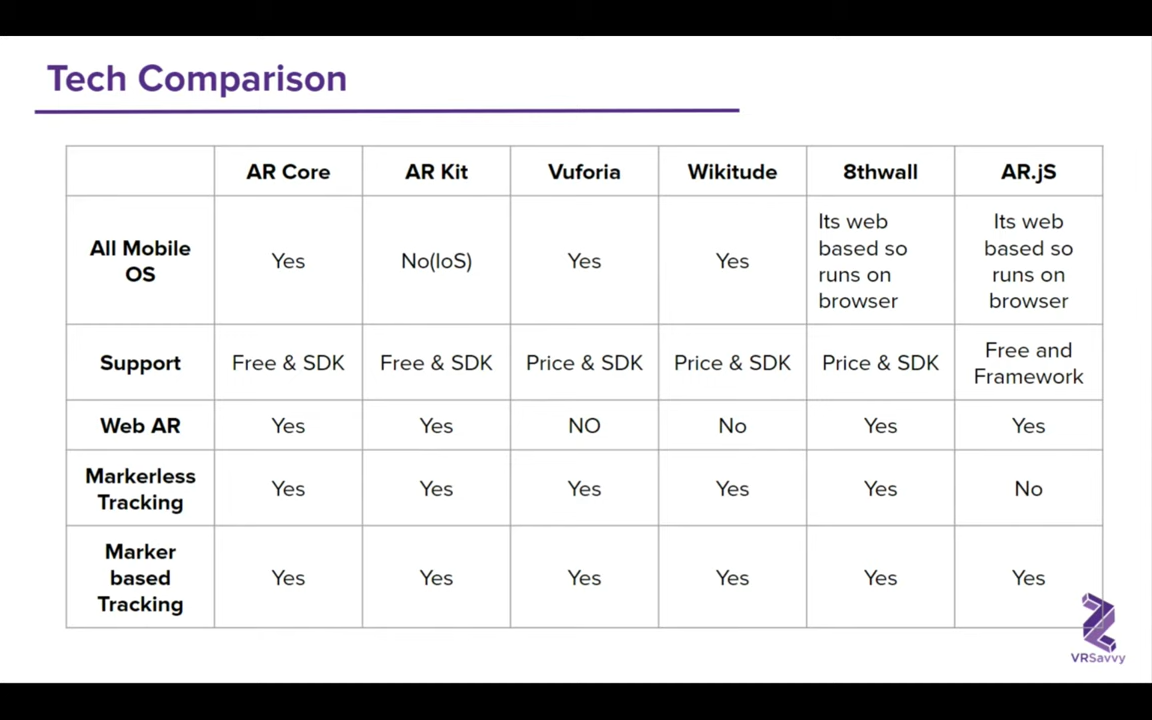 Tech Comparison
AR Core
AR Kit
Vuforia
Wikitude
8thwall
AR.jS
All Mobile
OS
Yes
No(IoS)
Yes
Yes
Its web
based so
runs on
browser
Its web
based so
runs on
browser
Support
Free & SDK
Free & SDK
Price & SDK
Price & SDK
Price & SDK
Free and
Framework
Web AR
Yes
Yes
NO
No
Yes
Yes
Markerless
Tracking
Yes
Yes
Yes
Yes
Yes
No
Marker
based
Tracking
Yes
Yes
Yes
Yes
Yes
Yes
VRSavvy